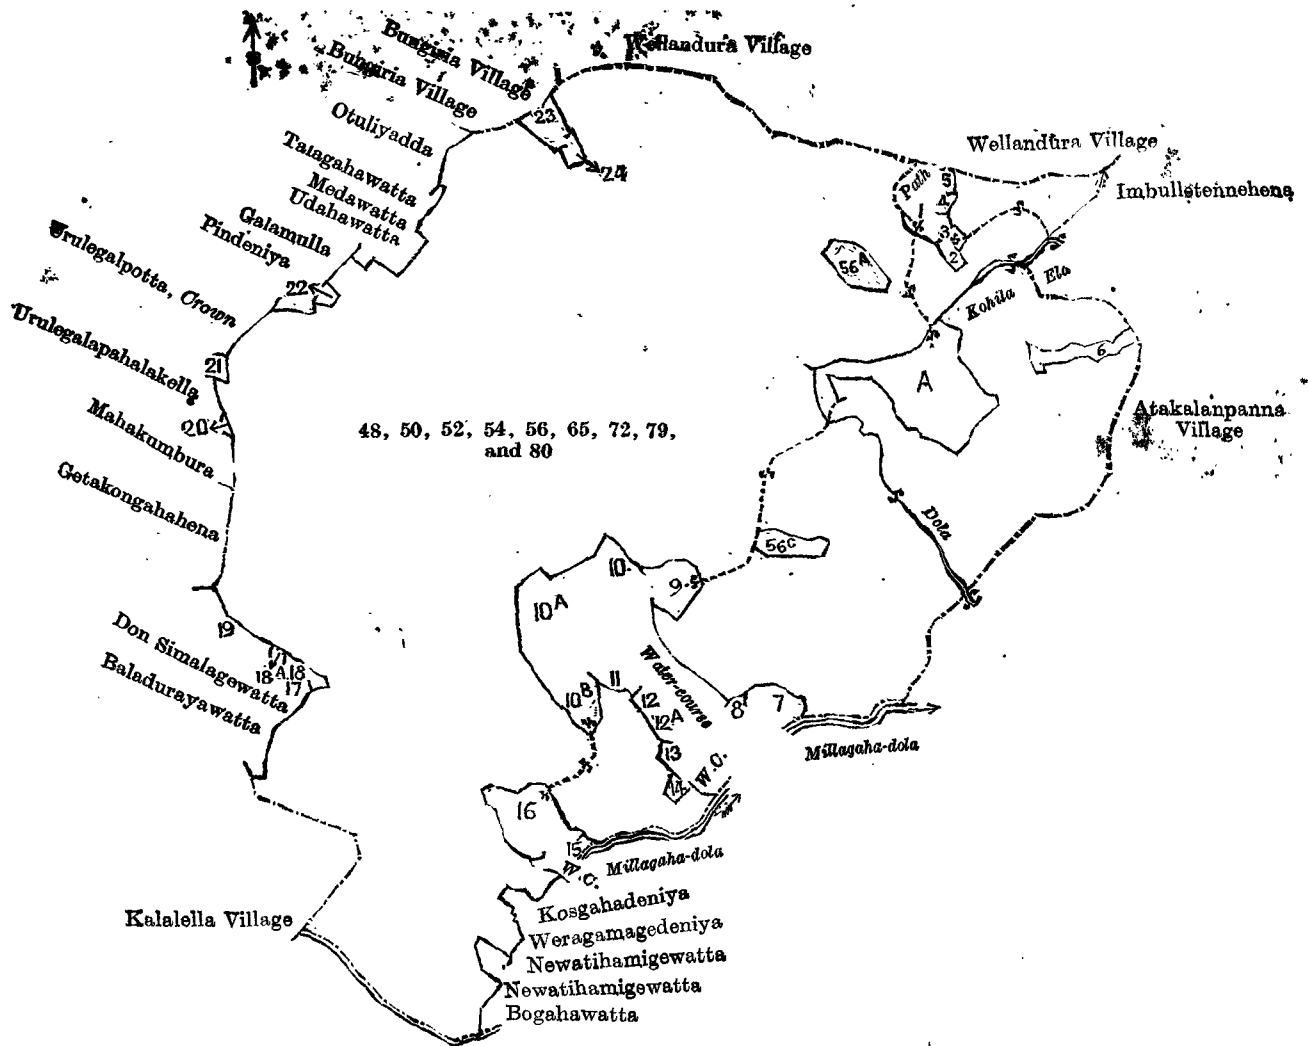 Bungiria Village
Wellandura Village
Bungiria Village
Otuliyadda
23
24
Talagahawatta
Medawatta
Udahawatta
Galamulla
Pindeniya
22
Wellandura Village
Imbulletennehena
Path
5
4
3
2
56A
Kohila Ela
6
Urulegalpotta, Crown
21
Urulegalapahalakella
20
Mahakumbura
Getakongahahena
A
Atakalanpanna
Village
48, 50, 52, 54, 56, 65, 72, 79,
and 80
Dola
56C
10
9
10A
19
18
A.18
17
Don Simalagewatta
Baladurayawatta
Water-course
10B
11
12
12A
13
14
8
7
Millagaha-dola
W.C.
16
15
Millagaha-dola
W.C.
Kosgahadeniya
Weragamagedeniya
Newatihamigewatta
Newatihamigewatta
Bogahawatta
Kalalella Village